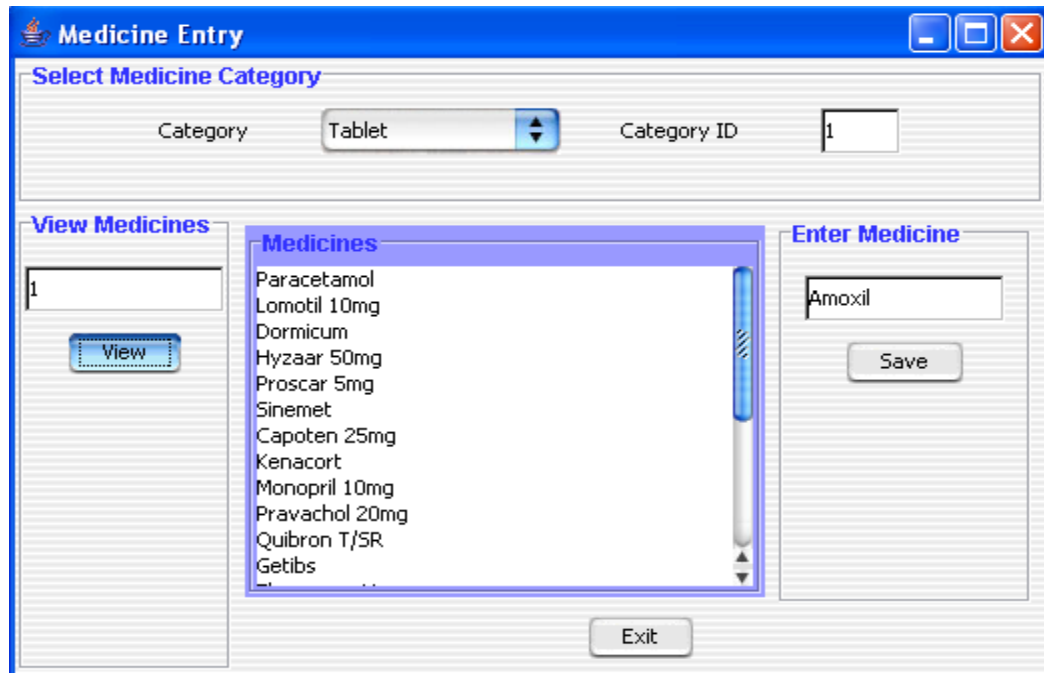 Medicine Entry
Select Medicine Category
Category Tablet Category ID 1
View Medicines
1
View
Medicines
Paracetamol
Lomotil 10mg
Dormicum
Hyzaar 50mg
Proscar 5mg
Sinemet
Capoten 25mg
Kenacort
Monopril 10mg
Pravachol 20mg
Quibron T/SR
Getibs
Enter Medicine
Amoxil
Save
Exit